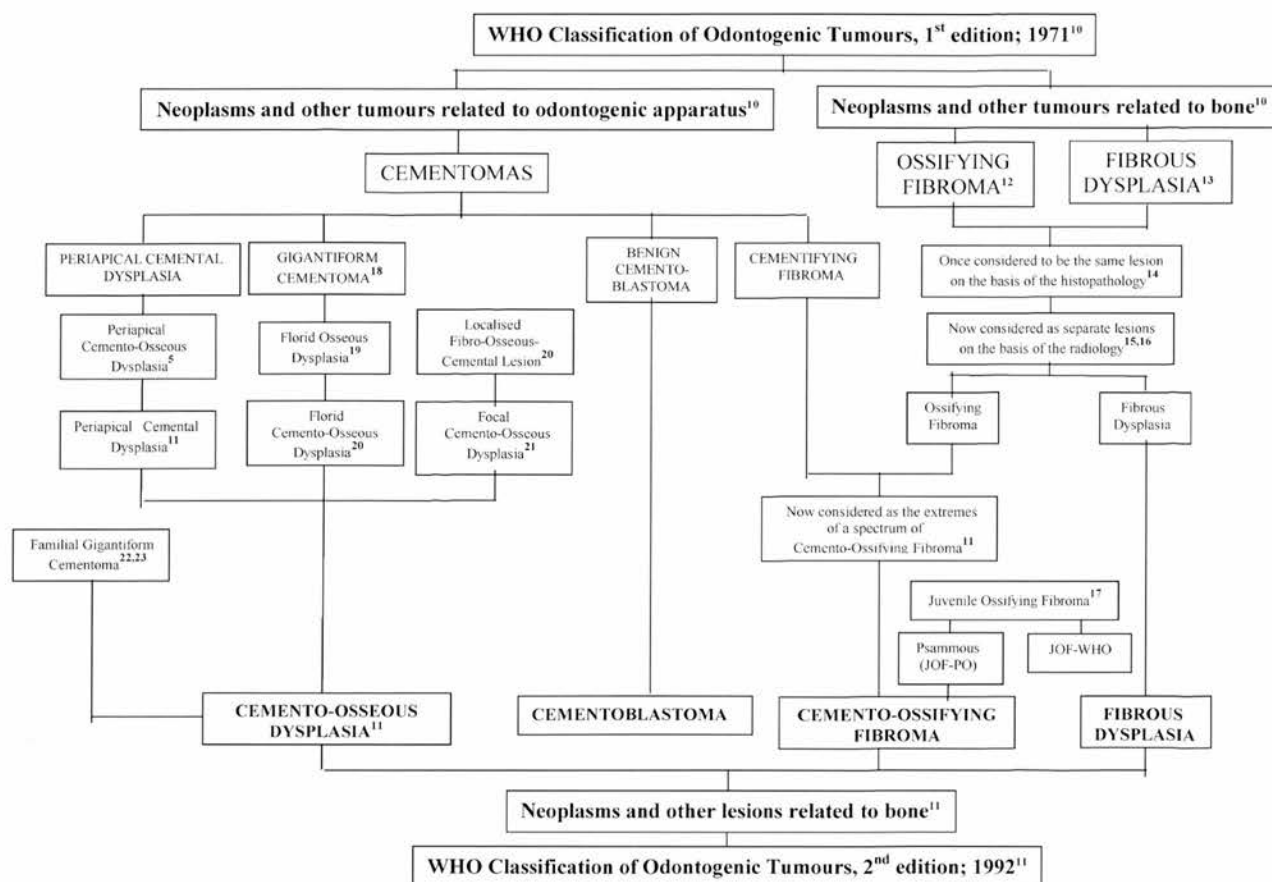 WHO Classification of Odontogenic Tumours, 1st edition; 1971¹⁰
Neoplasms and other tumours related to odontogenic apparatus¹⁰
Neoplasms and other tumours related to bone¹⁰
CEMENTOMAS
OSSIFYING
FIBROMA¹²
FIBROUS
DYSPLASIA¹³
PERIAPICAL CEMENTAL
DYSPLASIA
GIGANTIFORM
CEMENTOMA¹⁸
BENIGN
CEMENTO-
BLASTOMA
CEMENTIFYING
FIBROMA
Once considered to be the same lesion
on the basis of the histopathology¹⁴
Periapical
Cemento-Osseous
Dysplasia⁵
Florid Osseous
Dysplasia¹⁹
Localised
Fibro-Osseous-
Cemental Lesion²⁰
Now considered as separate lesions
on the basis of the radiology¹⁵,¹⁶
Periapical Cemental
Dysplasia¹¹
Florid
Cemento-Osseous
Dysplasia²⁰
Focal
Cemento-Osseous
Dysplasia²¹
Ossifying
Fibroma
Fibrous
Dysplasia
Familial Gigantiform
Cementoma²²,²³
Now considered as the extremes
of a spectrum of
Cemento-Ossifying Fibroma¹¹
Juvenile Ossifying Fibroma¹⁷
Psammous
(JOF-PO)
JOF-WHO
CEMENTO-OSSEOUS
DYSPLASIA¹¹
CEMENTOBLASTOMA
CEMENTO-OSSIFYING
FIBROMA
FIBROUS
DYSPLASIA
Neoplasms and other lesions related to bone¹¹
WHO Classification of Odontogenic Tumours, 2nd edition; 1992¹¹